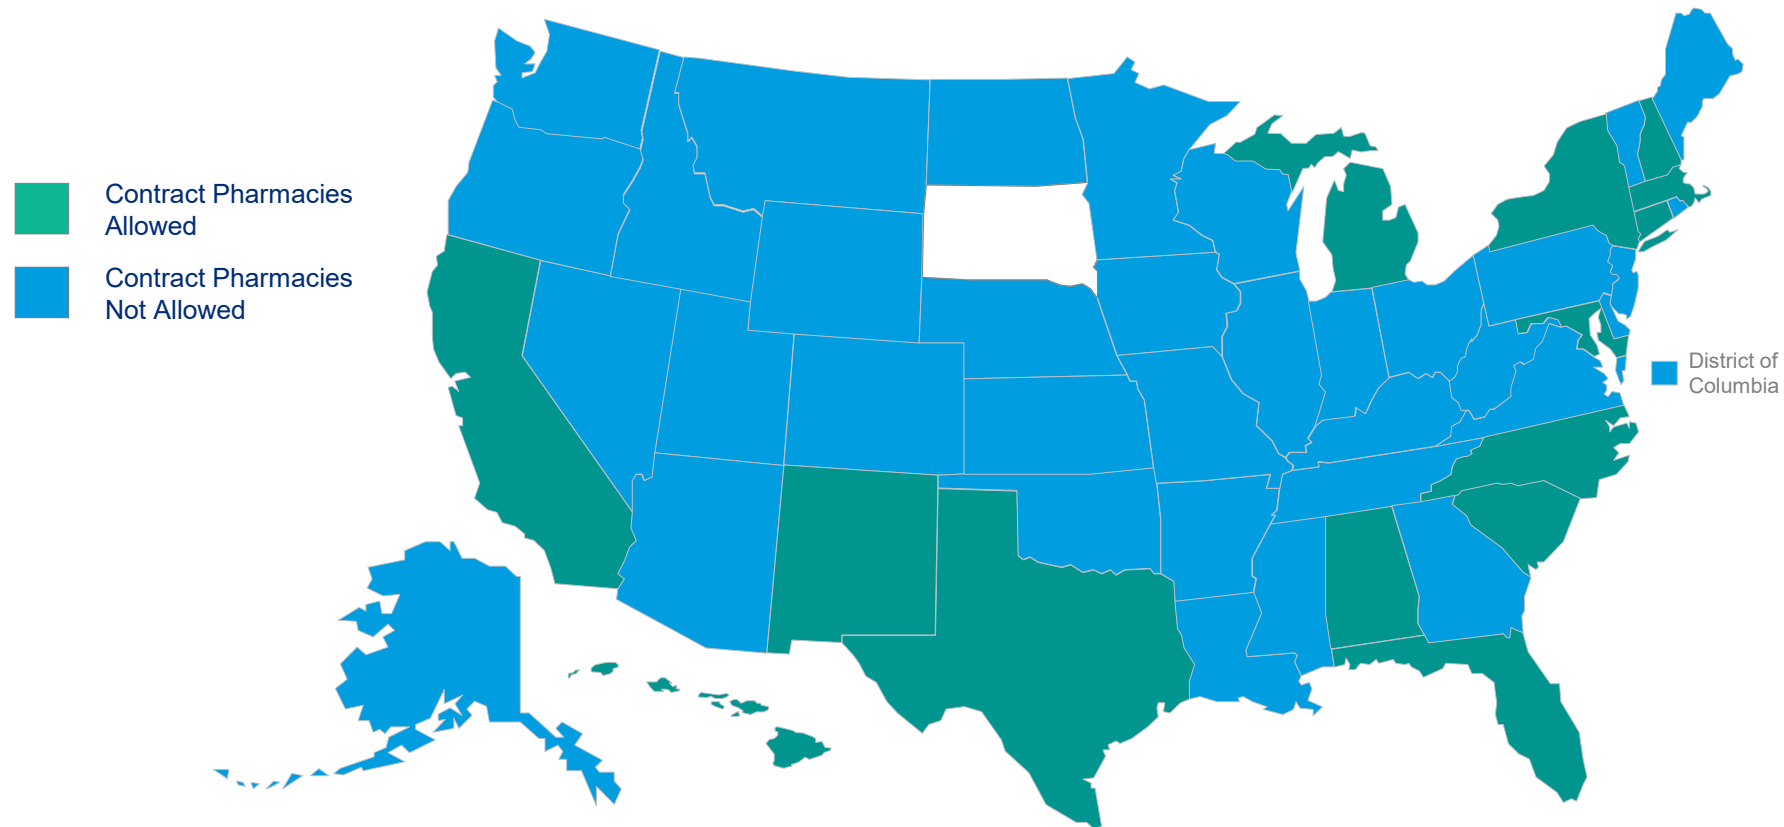 Contract Pharmacies
Allowed
Contract Pharmacies
Not Allowed
District of
Columbia